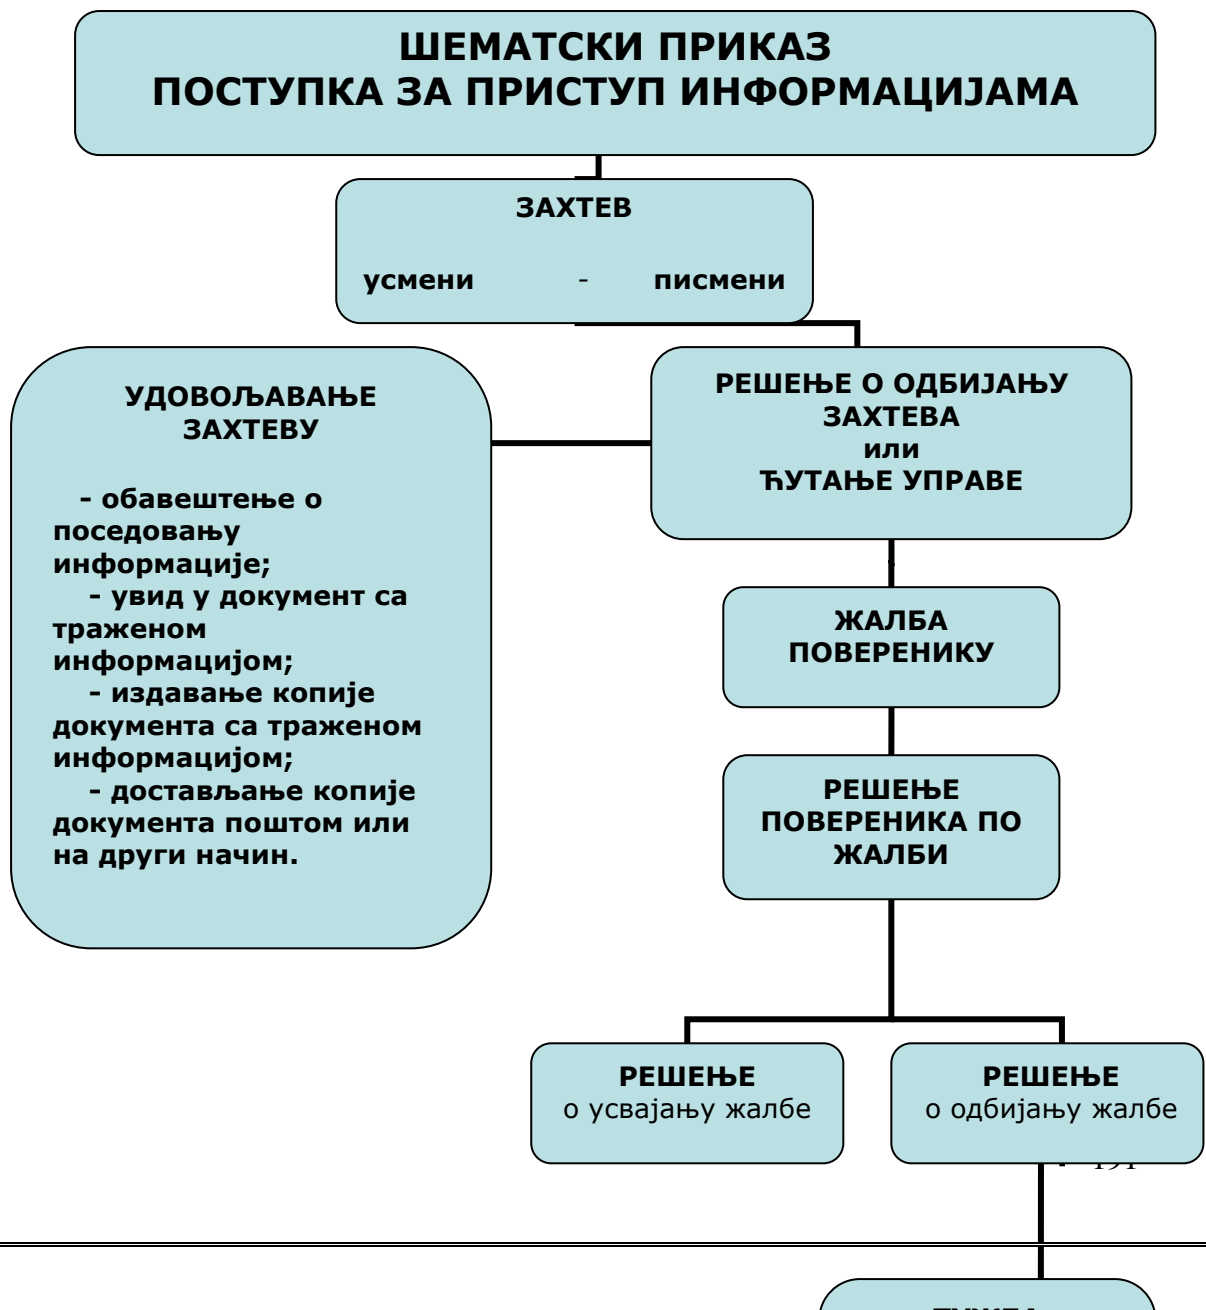 ШЕМАТСКИ ПРИКАЗ
ПОСТУПКА ЗА ПРИСТУП ИНФОРМАЦИЈАМА
ЗАХТЕВ
усмени - писмени
УДОВОЉАВАЊЕ
ЗАХТЕВУ
- обавештење о
поседовању
информације;
- увид у документ са
траженом
информацијом;
- издавање копије
документа са траженом
информацијом;
- достављање копије
документа поштом или
на други начин.
РЕШЕЊЕ О ОДБИЈАЊУ
ЗАХТЕВА
или
ЋУТАЊЕ УПРАВЕ
ЖАЛБА
ПОВЕРЕНИКУ
РЕШЕЊЕ
ПОВЕРЕНИКА ПО
ЖАЛБИ
РЕШЕЊЕ
о усвајању жалбе
РЕШЕЊЕ
о одбијању жалбе